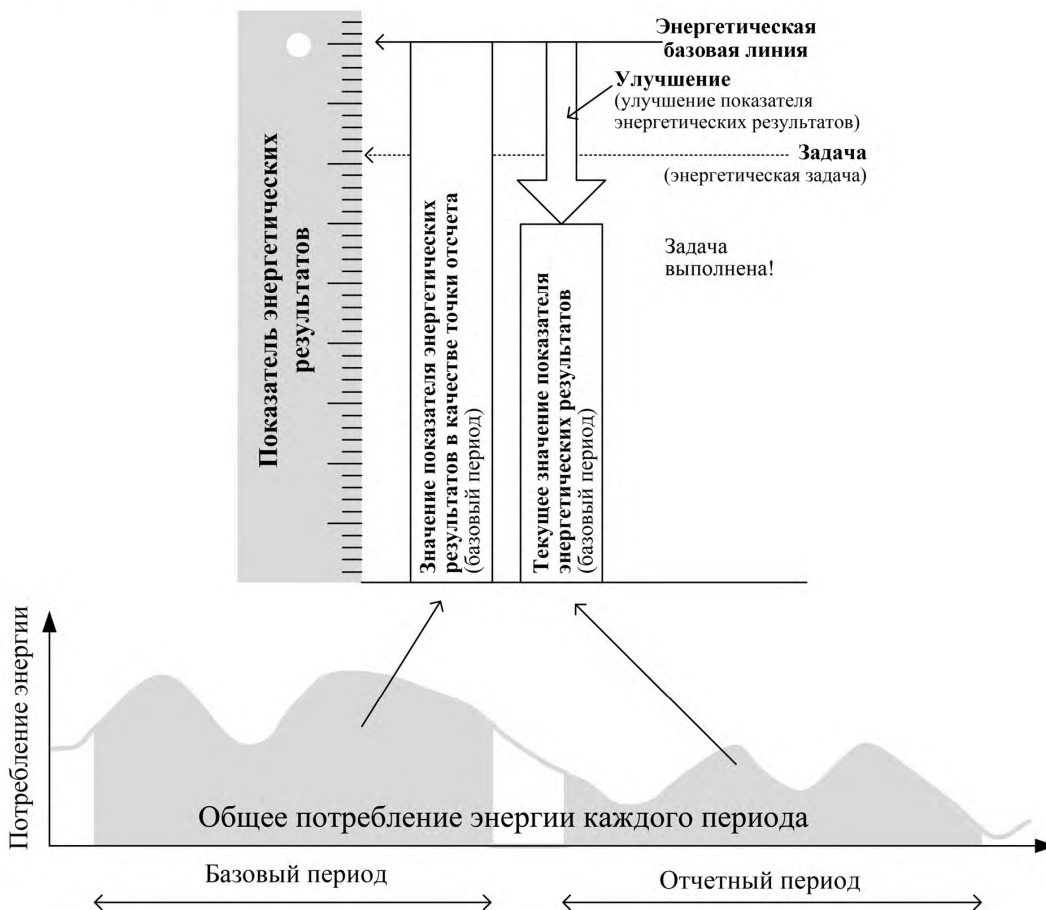 Энергетическая
базовая линия
Улучшение
(улучшение показателя
энергетических результатов)
Задача
(энергетическая задача)
Задача
выполнена!
Показатель энергетических
результатов
Значение показателя энергетических
результатов в качестве точки отсчета
(базовый период)
Текущее значение показателя
энергетических результатов
(базовый период)
Потребление энергии
Общее потребление энергии каждого периода
Базовый период
Отчетный период